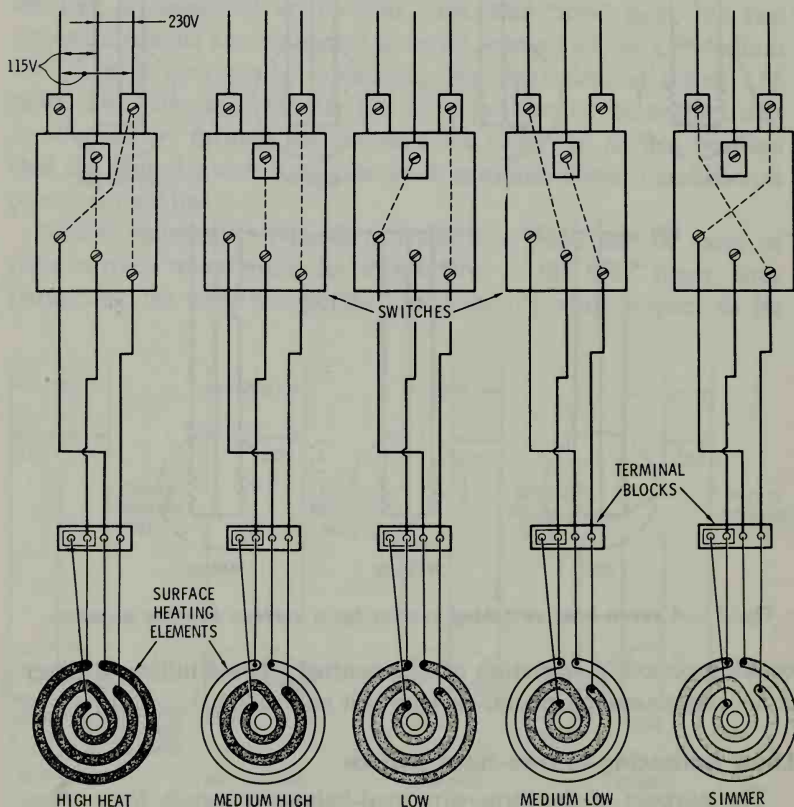 230V
115V
SWITCHES
TERMINAL
BLOCKS
SURFACE
HEATING
ELEMENTS
HIGH HEAT
MEDIUM HIGH
LOW
MEDIUM LOW
SIMMER